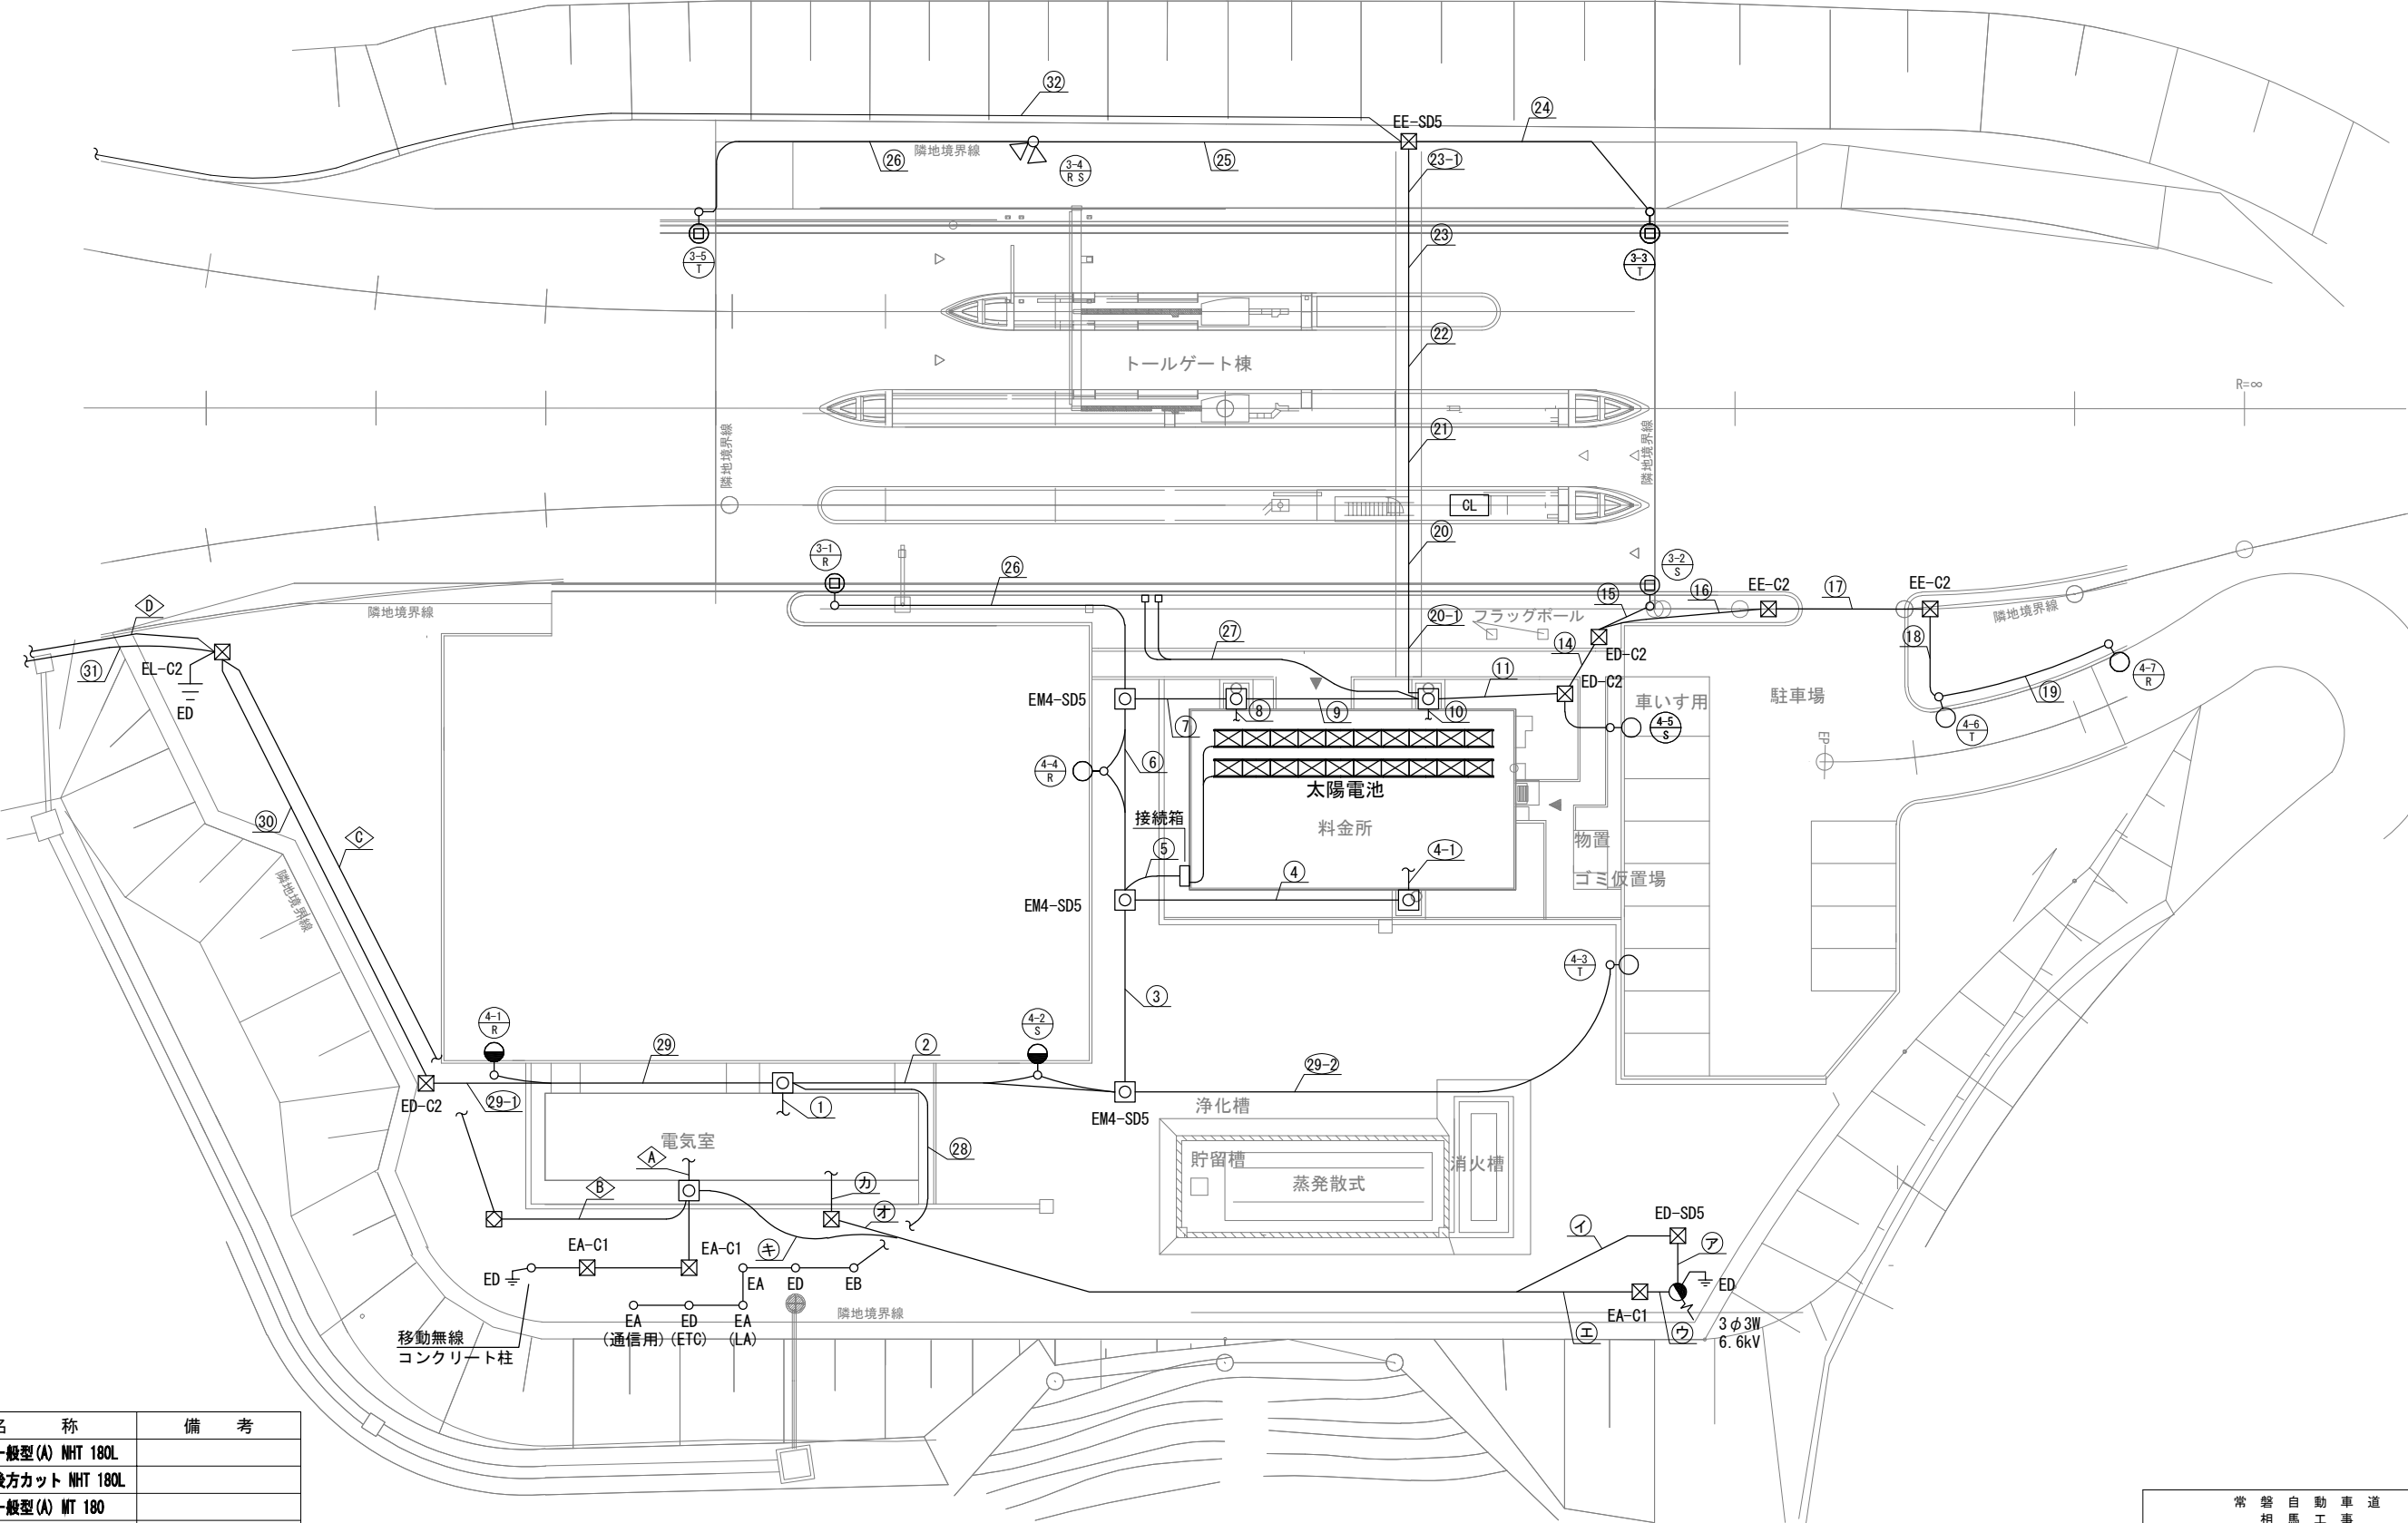 32
24
EE-SD5
26
隣地境界線
3-4
R S
25
23-1
23
3-5
T
3-3
T
22
トールゲート棟
R=∞
21
隣地境界線
隣地境界線
CL
20
3-1
R
26
3-2
S
15
16
EE-C2
17
EE-C2
D
隣地境界線
隣地境界線
27
20-1
フラッグポール
14
ED-C2
18
31
EL-C2
ED
EM4-SD5
7
8
9
10
11
ED-C2
車いす用
駐車場
19
4-7
R
4-5
S
4-6
T
EP
4-4
R
6
太陽電池
接続箱
料金所
30
C
物置
5
4
4-1
ゴミ仮置場
隣地境界線
EM4-SD5
4-3
T
3
4-1
R
29
2
4-2
S
29-2
ED-C2
29-1
1
EM4-SD5
浄化槽
電気室
A
28
貯留槽
蒸発散式
消火槽
B
カ
オ
ED-SD5
イ
ア
EA-C1
EA-C1
キ
ED
EA
ED
EB
ED
EA-C1
エ
ウ
3φ3W
6.6kV
EA
(通信用)
ED
(ETC)
EA
(LA)
隣地境界線
移動無線
コンクリート柱
名 称
備 考
一般型(A) NHT 180L
後方カット NHT 180L
一般型(A) MT 180
常磐自動車道
相馬工事